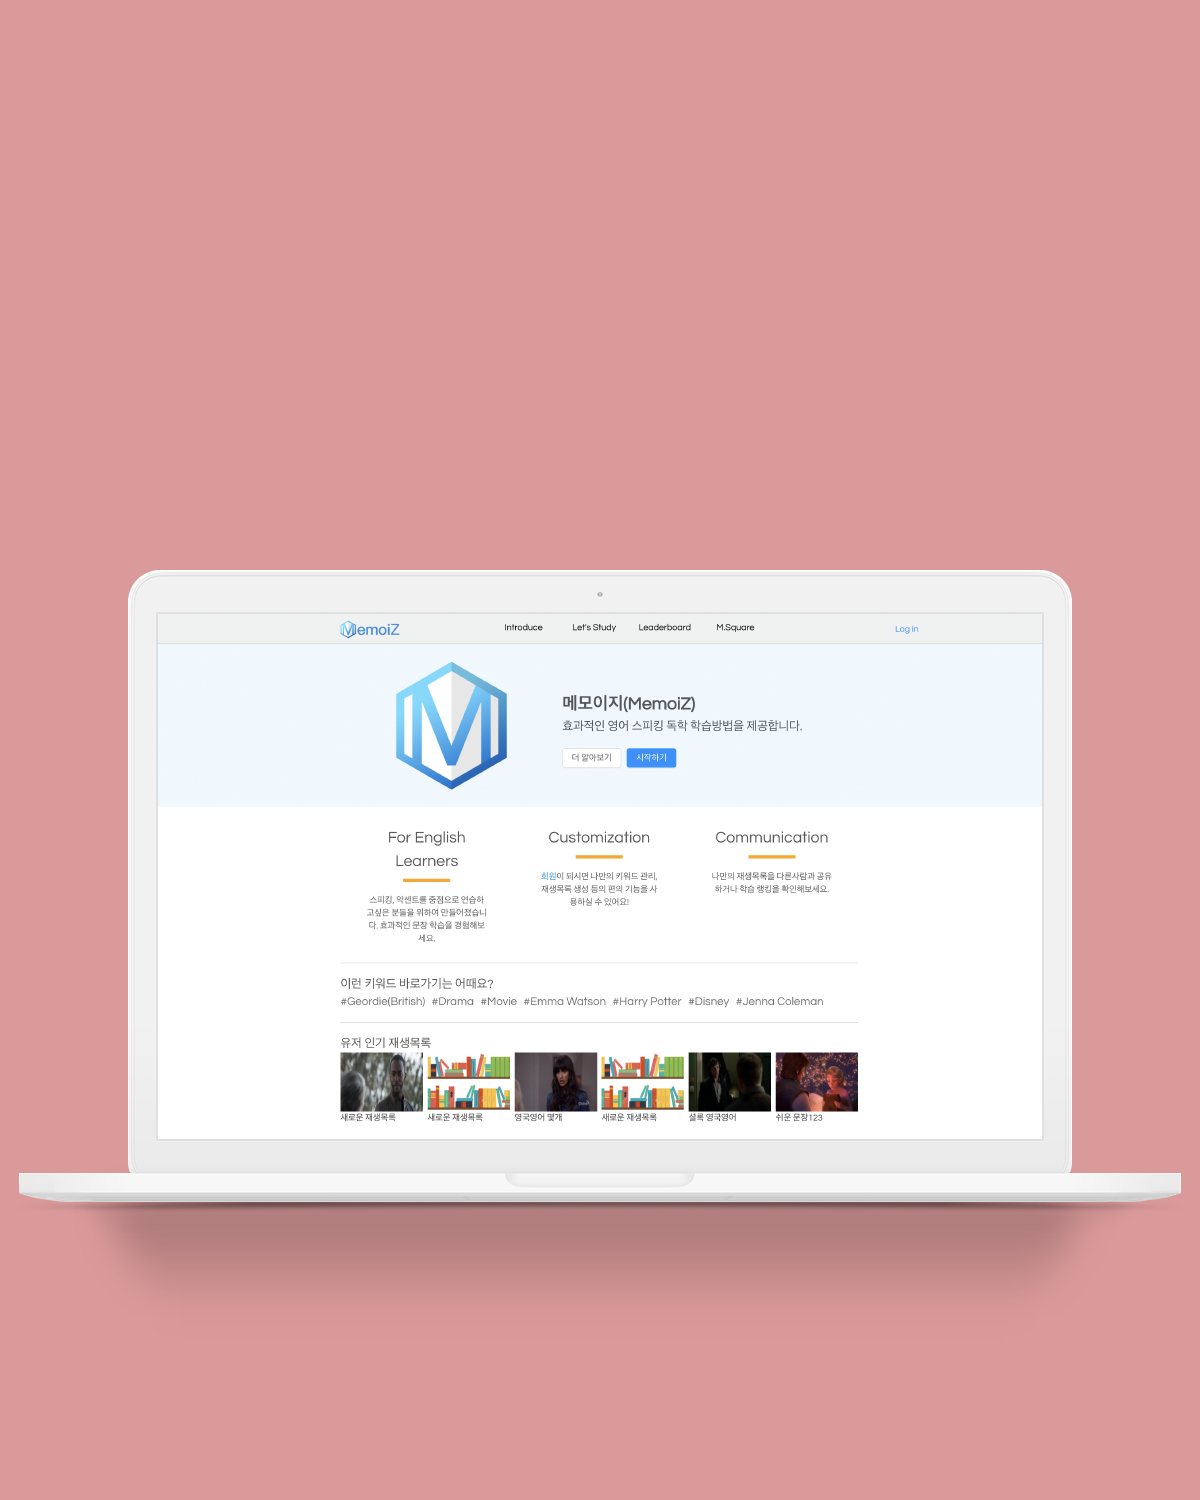 MemoiZ
Introduce Let's Study Leaderboard M.Square Log in
메모이지(MemoiZ)
효과적인 영어 스피킹 독학 학습방법을 제공합니다.
더 알아보기 시작하기
For English
Learners
스피킹, 악센트를 중점으로 연습하
고싶은 분들을 위하여 만들어졌습니
다. 효과적인 문장 학습을 경험해보
세요.
Customization
회원이 되시면 나만의 키워드 관리,
재생목록 생성 등의 편의 기능을 사
용하실 수 있어요!
Communication
나만의 재생목록을 다른사람과 공유
하거나 학습 랭킹을 확인해보세요.
이런 키워드 바로가기는 어때요?
#Geordie(British) #Drama #Movie #Emma Watson #Harry Potter #Disney #Jenna Coleman
유저 인기 재생목록
새로운 재생목록 새로운 재생목록 영국영어 몇개 새로운 재생목록 셜록 영국영어 쉬운 문장123